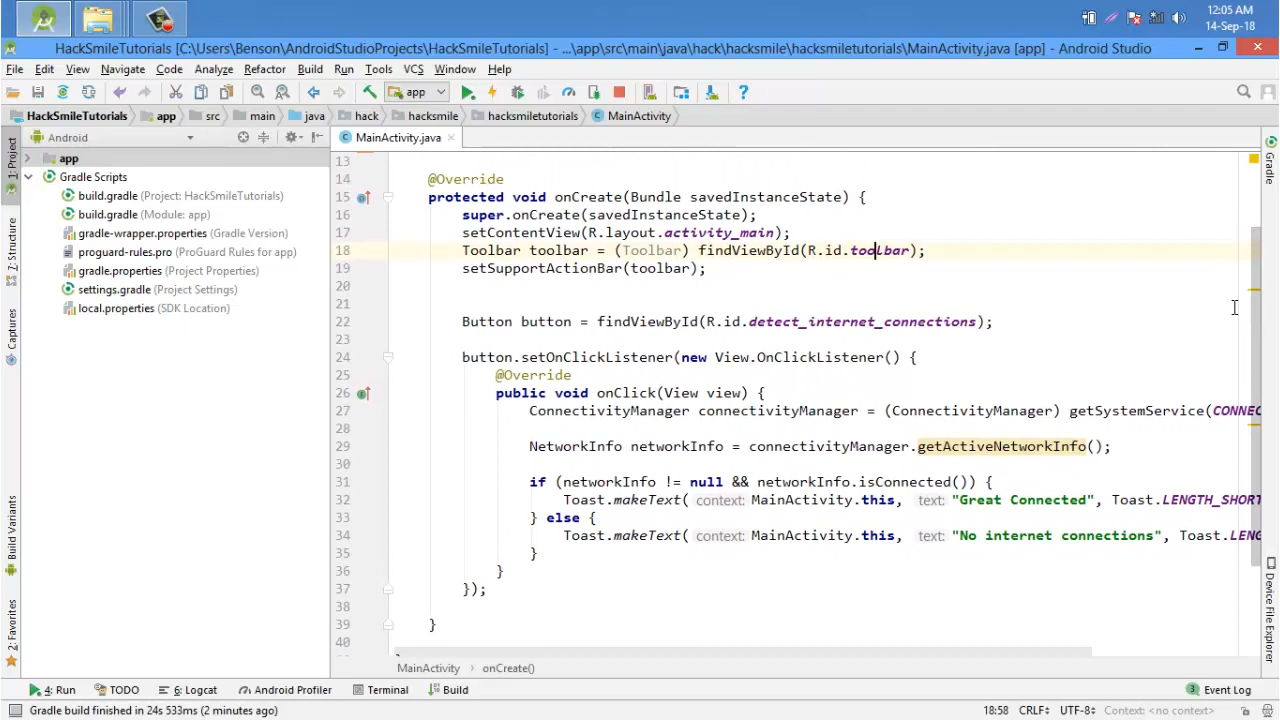 12:05 AM
14-Sep-18
HackSmileTutorials [C:\Users\Benson\AndroidStudioProjects\HackSmileTutorials] - ...\app\src\main\java\hack\hacksmile\hacksmiletutorials\MainActivity.java [app] - Android Studio
File Edit View Navigate Code Analyze Refactor Build Run Tools VCS Window Help
app
HackSmileTutorials app src main java hack hacksmile hacksmiletutorials MainActivity
Android
MainActivity.java
app
Gradle Scripts
build.gradle (Project: HackSmileTutorials)
build.gradle (Module: app)
gradle-wrapper.properties (Gradle Version)
proguard-rules.pro (ProGuard Rules for app)
gradle.properties (Project Properties)
settings.gradle (Project Settings)
local.properties (SDK Location)
1: Project
7: Structure
Captures
Build Variants
2: Favorites
13
14 @Override
15 protected void onCreate(Bundle savedInstanceState) {
16 super.onCreate(savedInstanceState);
17 setContentView(R.layout.activity_main);
18 Toolbar toolbar = (Toolbar) findViewById(R.id.toolbar);
19 setSupportActionBar(toolbar);
20
21
22 Button button = findViewById(R.id.detect_internet_connections);
23
24 button.setOnClickListener(new View.OnClickListener() {
25 @Override
26 public void onClick(View view) {
27 ConnectivityManager connectivityManager = (ConnectivityManager) getSystemService(CONNEC
28
29 NetworkInfo networkInfo = connectivityManager.getActiveNetworkInfo();
30
31 if (networkInfo != null && networkInfo.isConnected()) {
32 Toast.makeText( context: MainActivity.this, text: "Great Connected", Toast.LENGTH_SHORT
33 } else {
34 Toast.makeText( context: MainActivity.this, text: "No internet connections", Toast.LENG
35 }
36 }
37 });
38
39 }
40
MainActivity onCreate()
Gradle
Device File Explorer
4: Run TODO 6: Logcat Android Profiler Terminal Build 3 Event Log
Gradle build finished in 24s 533ms (2 minutes ago) 18:58 CRLF UTF-8 Context: <no context>